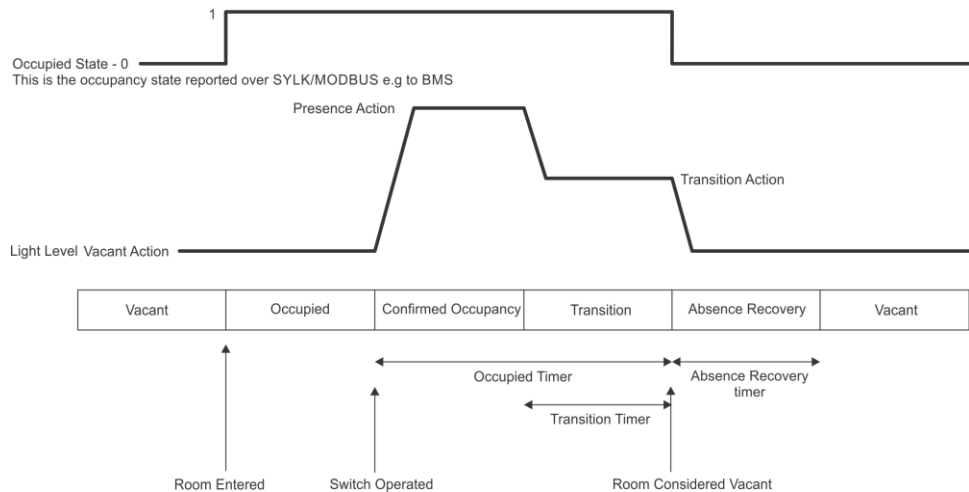 1
Occupied State - 0
This is the occupancy state reported over SYLK/MODBUS e.g to BMS
Presence Action
Transition Action
Light Level Vacant Action
Vacant Occupied Confirmed Occupancy Transition Absence Recovery Vacant
Occupied Timer
Absence Recovery
timer
Transition Timer
Room Entered Switch Operated Room Considered Vacant